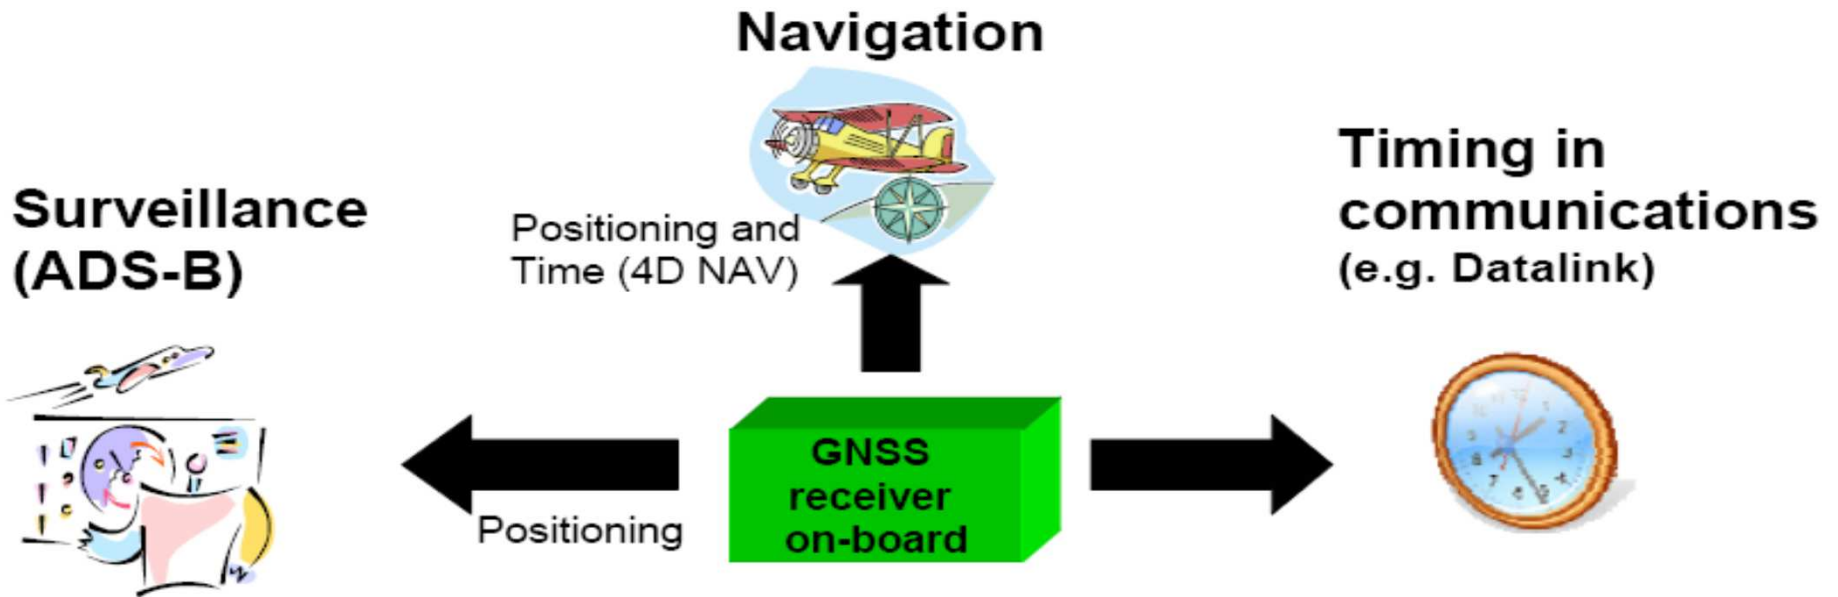 Navigation
Surveillance
(ADS-B)
Positioning and
Time (4D NAV)
Timing in
communications
(e.g. Datalink)
Positioning
GNSS
receiver
on-board